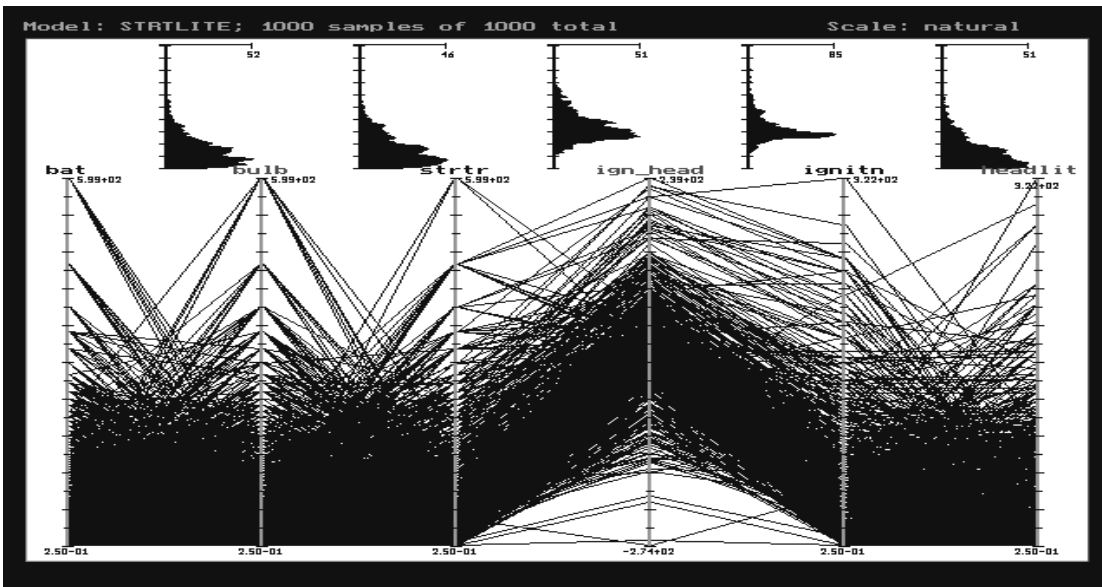 Model: STRTLITE; 1000 samples of 1000 total Scale: natural
52 46 51 85 51
bat bulb strtr ign_head ignitn headlit
5.99+02 5.99+02 5.99+02 2.39+02 3.22+02 3.22+02
2.50-01 2.50-01 2.50-01 -2.74+02 2.50-01 2.50-01